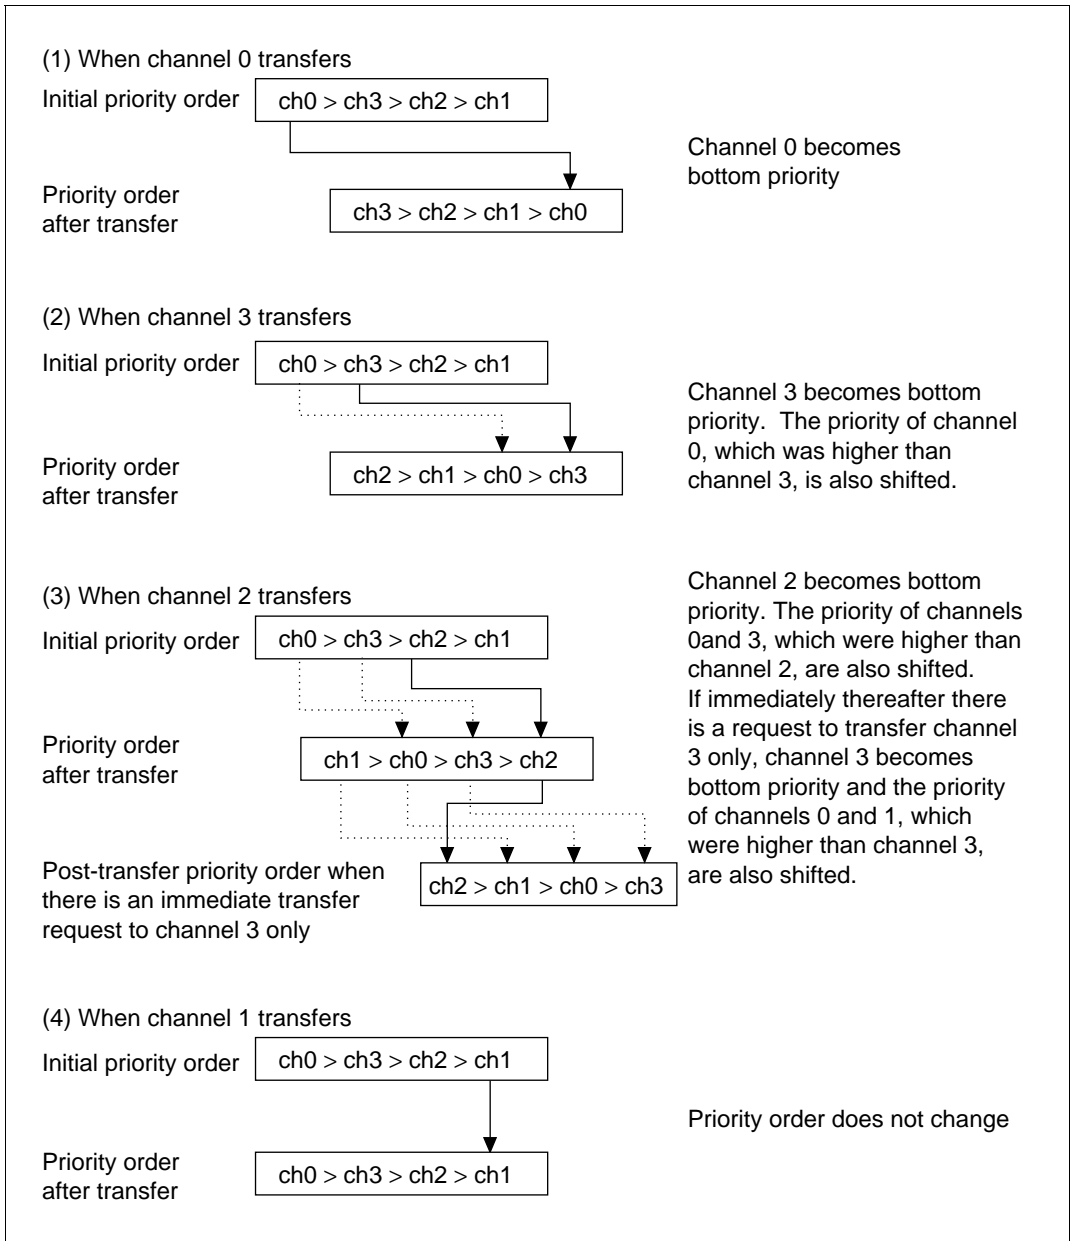 (1) When channel 0 transfers
Initial priority order
ch0 > ch3 > ch2 > ch1
Channel 0 becomes
bottom priority
Priority order
after transfer
ch3 > ch2 > ch1 > ch0
(2) When channel 3 transfers
Initial priority order
ch0 > ch3 > ch2 > ch1
Channel 3 becomes bottom
priority.  The priority of channel
0, which was higher than
channel 3, is also shifted.
Priority order
after transfer
ch2 > ch1 > ch0 > ch3
(3) When channel 2 transfers
Initial priority order
ch0 > ch3 > ch2 > ch1
Channel 2 becomes bottom
priority. The priority of channels
0and 3, which were higher than
channel 2, are also shifted.
If immediately thereafter there
is a request to transfer channel
3 only, channel 3 becomes
bottom priority and the priority
of channels 0 and 1, which
were higher than channel 3,
are also shifted.
Priority order
after transfer
ch1 > ch0 > ch3 > ch2
Post-transfer priority order when
there is an immediate transfer
request to channel 3 only
ch2 > ch1 > ch0 > ch3
(4) When channel 1 transfers
Initial priority order
ch0 > ch3 > ch2 > ch1
Priority order does not change
Priority order
after transfer
ch0 > ch3 > ch2 > ch1